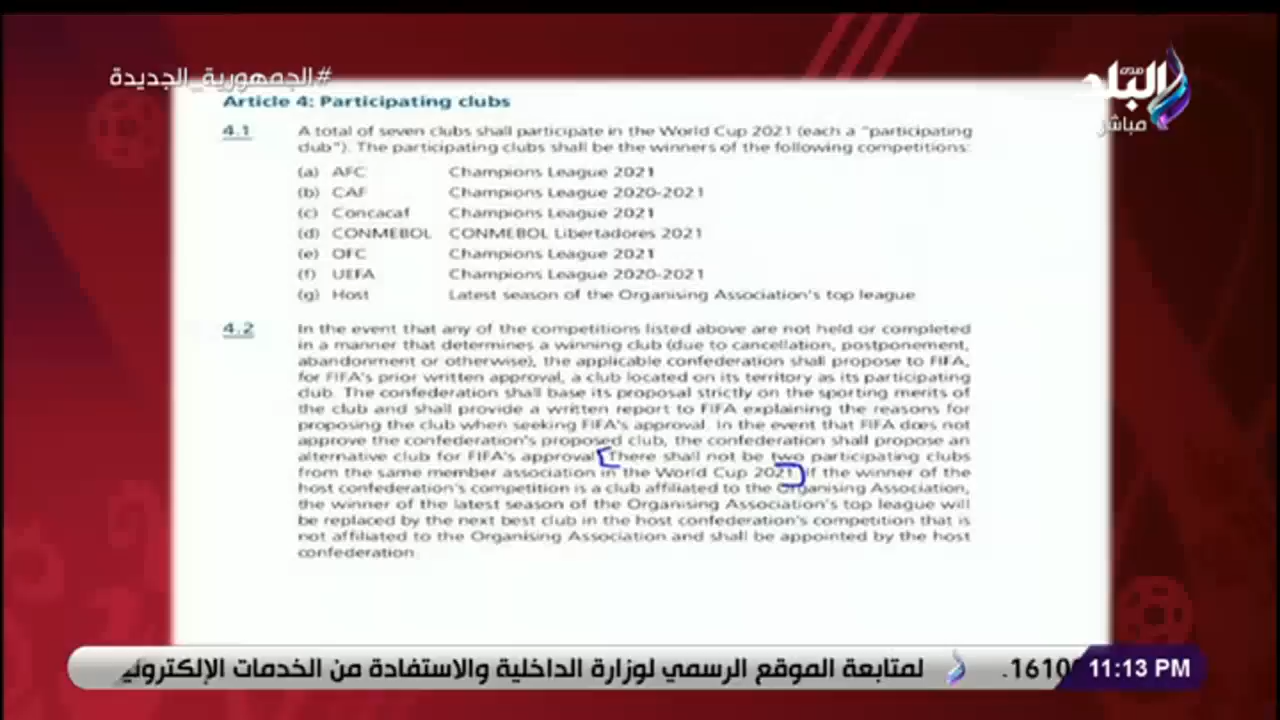 #الجمهورية_الجديدة
صدى
البلد
مباشر
Article 4: Participating clubs
4.1 A total of seven clubs shall participate in the World Cup 2021 (each a "participating
club"). The participating clubs shall be the winners of the following competitions:
(a) AFC Champions League 2021
(b) CAF Champions League 2020-2021
(c) Concacaf Champions League 2021
(d) CONMEBOL CONMEBOL Libertadores 2021
(e) OFC Champions League 2021
(f) UEFA Champions League 2020-2021
(g) Host Latest season of the Organising Association's top league
4.2 In the event that any of the competitions listed above are not held or completed
in a manner that determines a winning club (due to cancellation, postponement,
abandonment or otherwise), the applicable confederation shall propose to FIFA,
for FIFA's prior written approval, a club located on its territory as its participating
club. The confederation shall base its proposal strictly on the sporting merits of
the club and shall provide a written report to FIFA explaining the reasons for
proposing the club when seeking FIFA's approval. In the event that FIFA does not
approve the confederation's proposed club, the confederation shall propose an
alternative club for FIFA's approval. There shall not be two participating clubs
from the same member association in the World Cup 2021. If the winner of the
host confederation's competition is a club affiliated to the Organising Association,
the winner of the latest season of the Organising Association's top league will
be replaced by the next best club in the host confederation's competition that is
not affiliated to the Organising Association and shall be appointed by the host
confederation.
.1610 لمتابعة الموقع الرسمي لوزارة الداخلية والاستفادة من الخدمات
11:13 PM